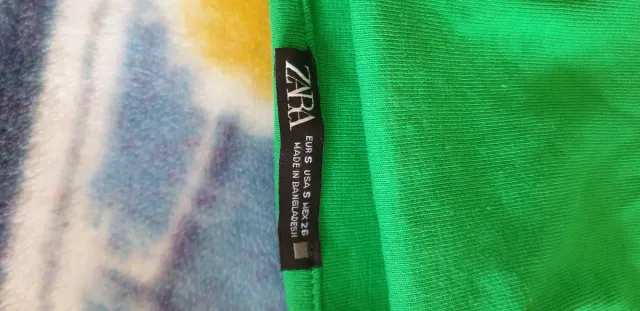 ZARA
EUR S USA S MEX 26
MADE IN BANGLADESH